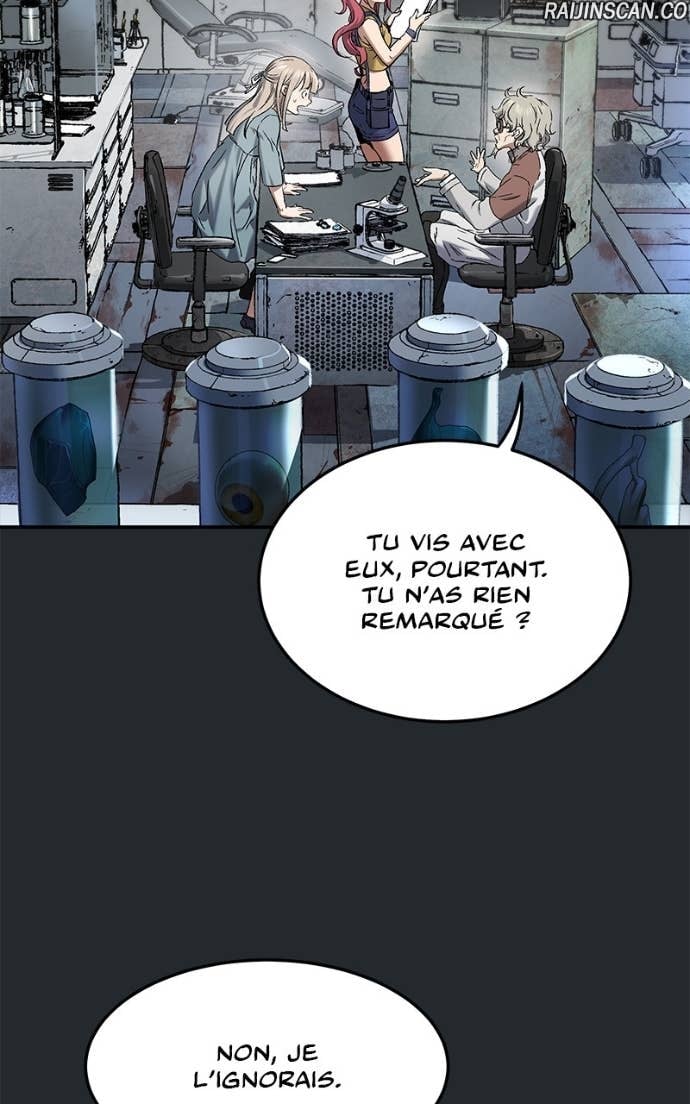 RAIJINSCAN.CO
TU VIS AVEC
EUX, POURTANT.
TU N'AS RIEN
REMARQUÉ ?
NON, JE
L'IGNORAIS.